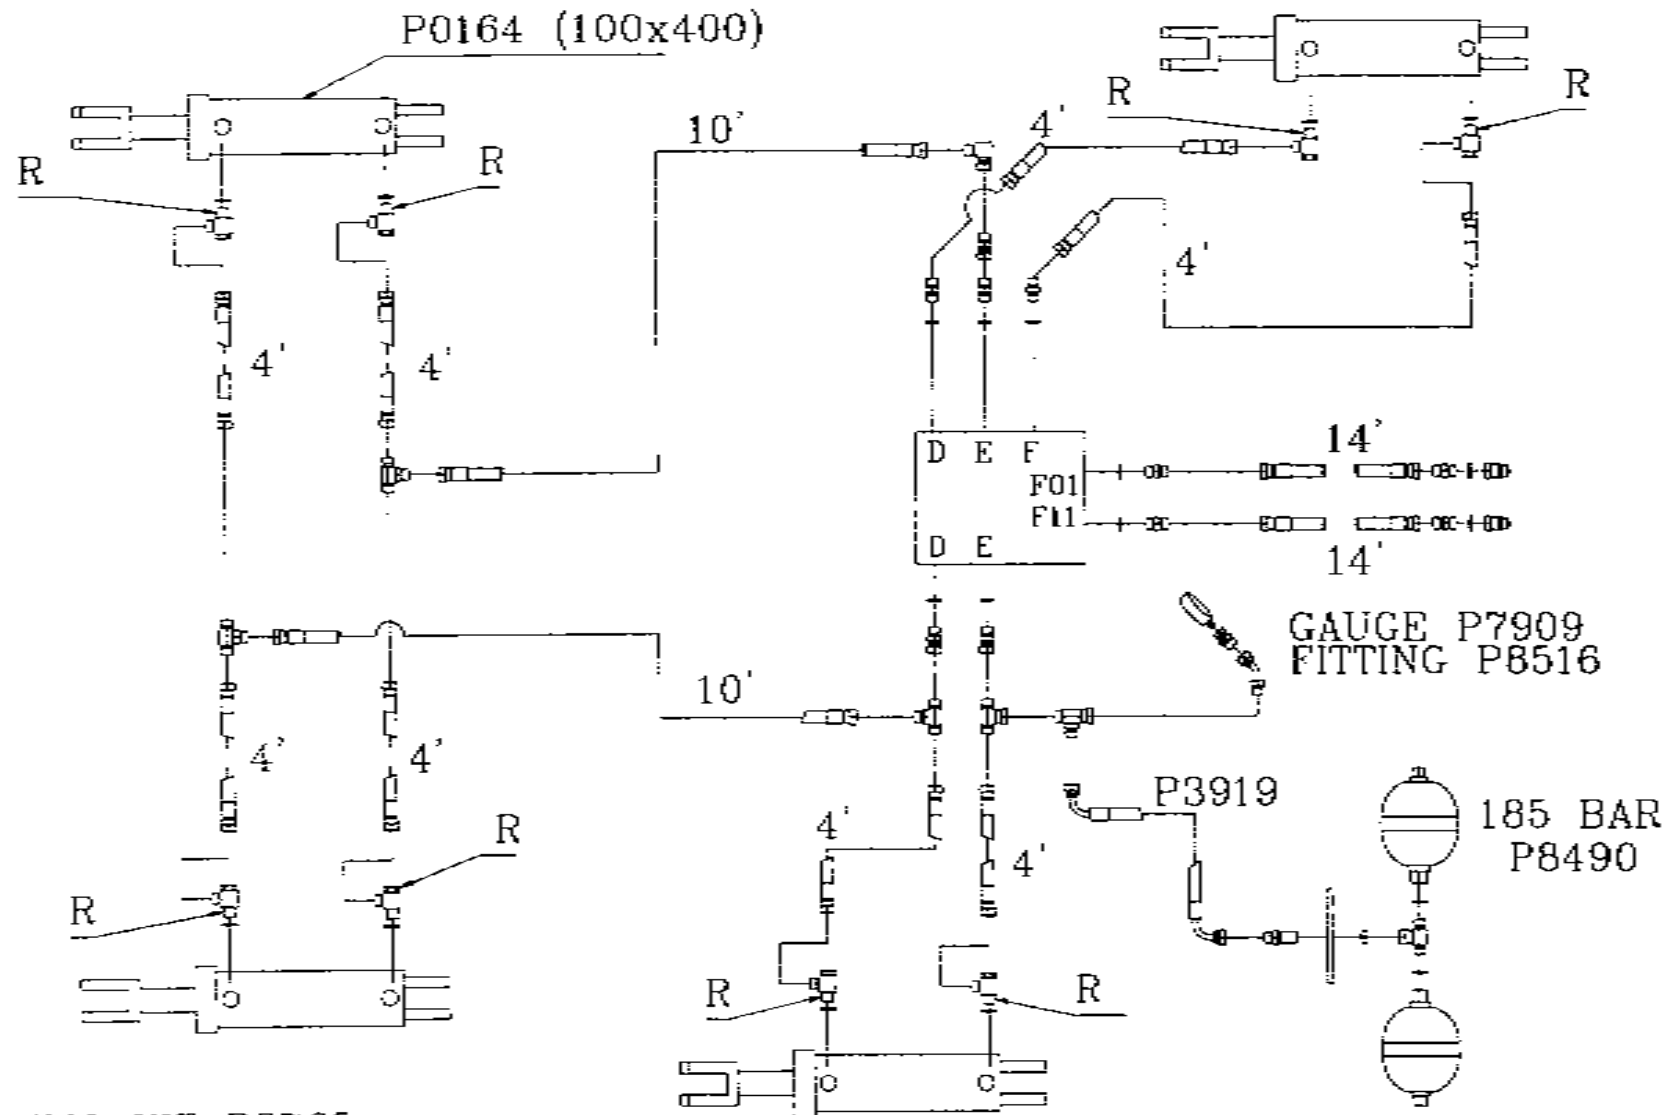 P0164 (100x400)
R
R
R
R
10'
4'
4'
4'
4'
D E F
F01
F11
D E
14'
14'
GAUGE P7909
FITTING P8516
10'
4'
4'
P3919
185 BAR
P8490
4'
4'
R
R
R
R